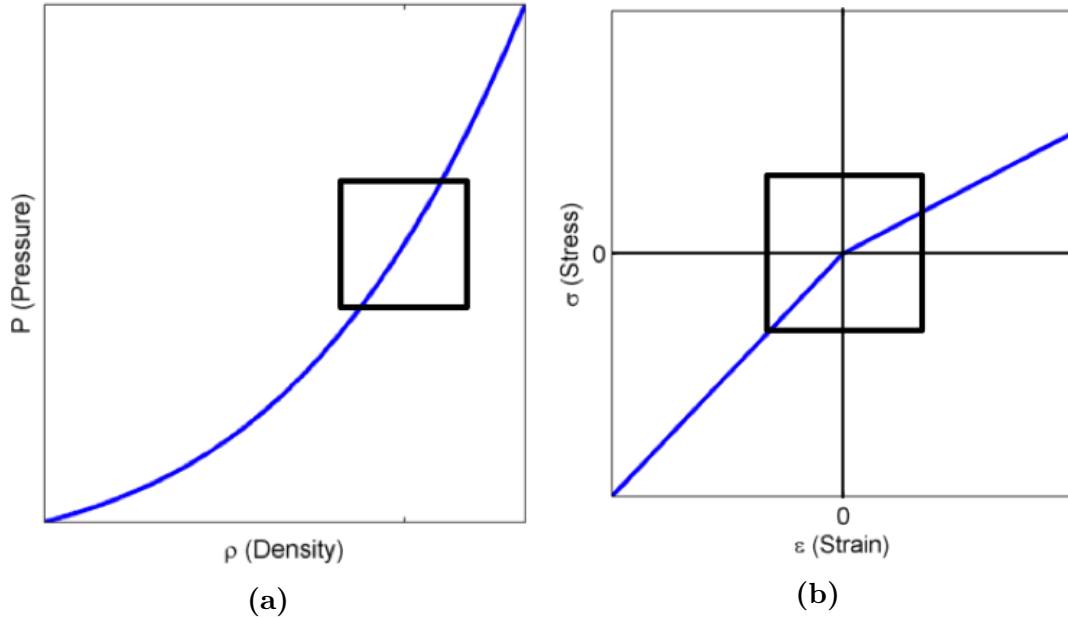 P (Pressure)
ρ (Density)
(a)
σ (Stress)
0
0
ε (Strain)
(b)